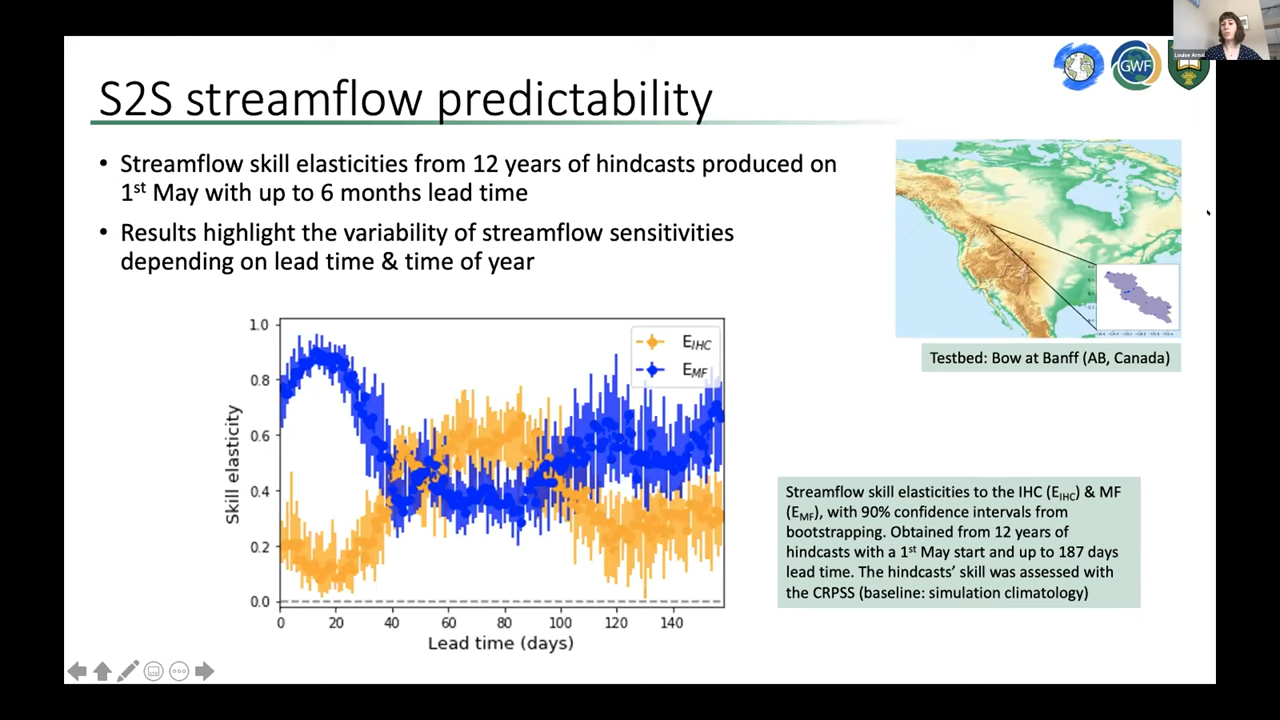 S2S streamflow predictability
• Streamflow skill elasticities from 12 years of hindcasts produced on
1st May with up to 6 months lead time
• Results highlight the variability of streamflow sensitivities
depending on lead time & time of year
GWF
Louise Arnal
Testbed: Bow at Banff (AB, Canada)
1.0
0.8
0.6
0.4
0.2
0.0
Skill elasticity
E_IHC
E_MF
0 20 40 60 80 100 120 140
Lead time (days)
Streamflow skill elasticities to the IHC (E_IHC) & MF
(E_MF), with 90% confidence intervals from
bootstrapping. Obtained from 12 years of
hindcasts with a 1st May start and up to 187 days
lead time. The hindcasts' skill was assessed with
the CRPSS (baseline: simulation climatology)